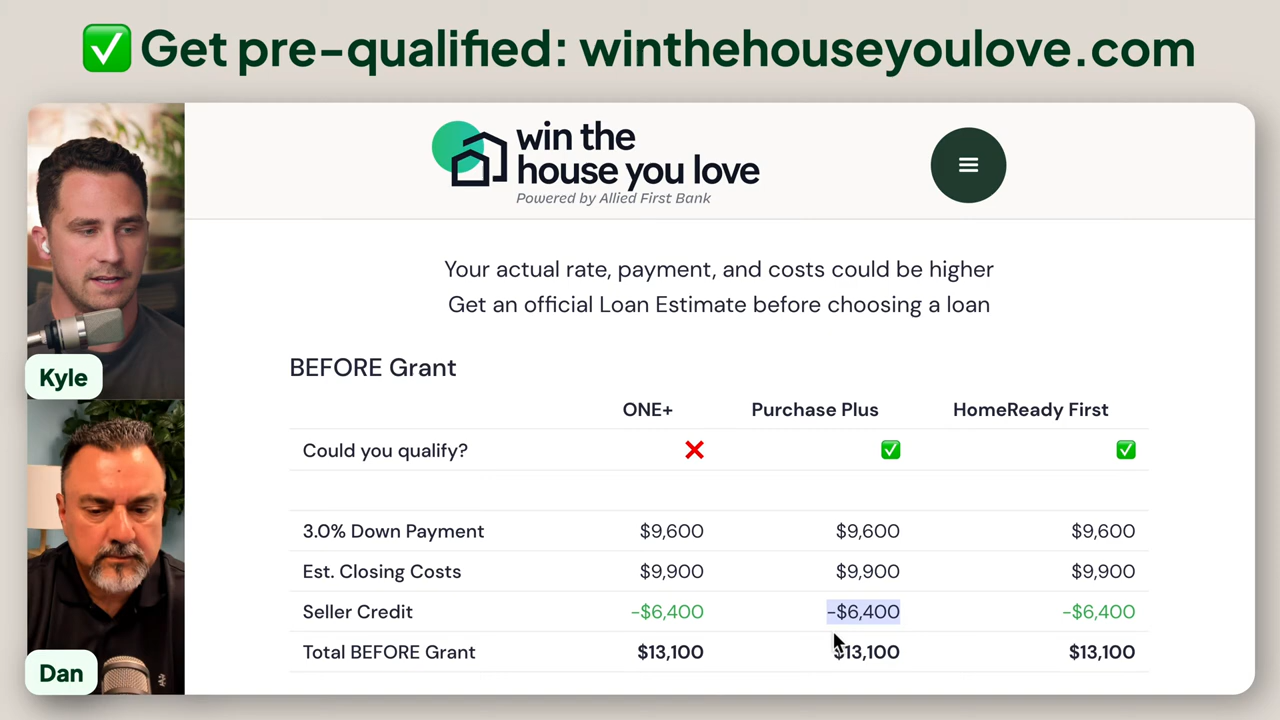 ✅ Get pre-qualified: winthehouseyoulove.com
win the
house you love
Powered by Allied First Bank
Your actual rate, payment, and costs could be higher
Get an official Loan Estimate before choosing a loan
BEFORE Grant
ONE+ Purchase Plus HomeReady First
Could you qualify? ❌ ✅ ✅
3.0% Down Payment $9,600 $9,600 $9,600
Est. Closing Costs $9,900 $9,900 $9,900
Seller Credit -$6,400 -$6,400 -$6,400
Total BEFORE Grant $13,100 $13,100 $13,100
Kyle
Dan